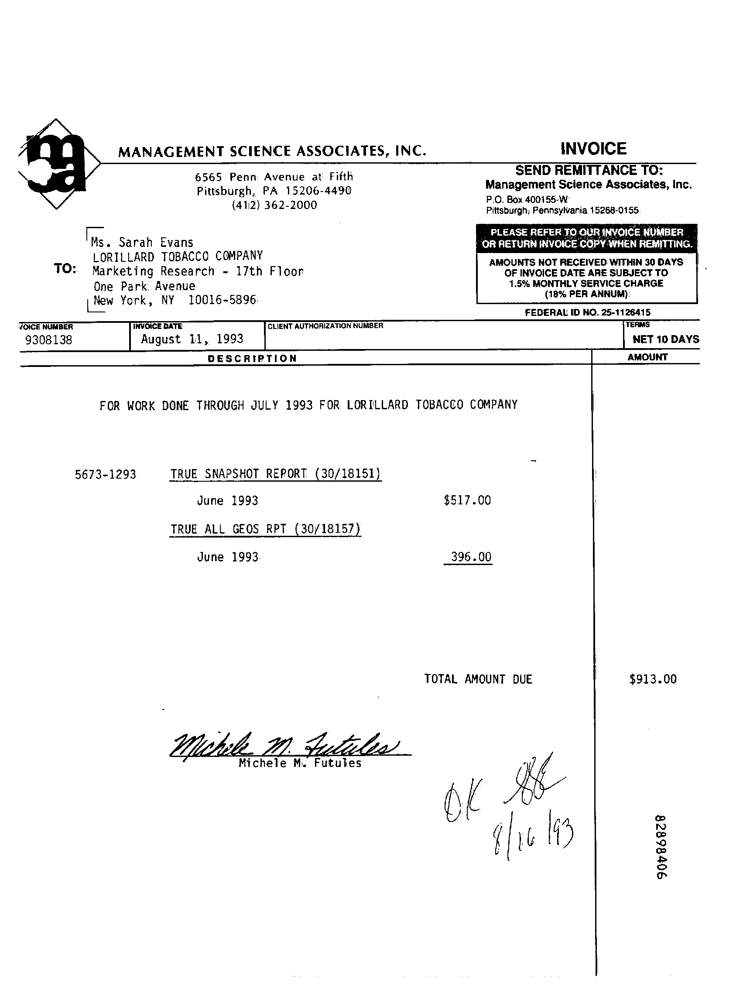 msa
MANAGEMENT SCIENCE ASSOCIATES, INC.
6565 Penn Avenue at Fifth
Pittsburgh, PA 15206-4490
(412) 362-2000
INVOICE
SEND REMITTANCE TO:
Management Science Associates, Inc.
P.O. Box 400155-W
Pittsburgh, Pennsylvania 15268-0155
PLEASE REFER TO OUR INVOICE NUMBER
OR RETURN INVOICE COPY WHEN REMITTING.
AMOUNTS NOT RECEIVED WITHIN 30 DAYS
OF INVOICE DATE ARE SUBJECT TO
1.5% MONTHLY SERVICE CHARGE
(18% PER ANNUM)
FEDERAL ID NO. 25-1126415
TO:
Ms. Sarah Evans
LORILLARD TOBACCO COMPANY
Marketing Research - 17th Floor
One Park Avenue
New York, NY 10016-5896
VOICE NUMBER INVOICE DATE CLIENT AUTHORIZATION NUMBER TERMS
9308138 August 11, 1993 NET 10 DAYS
DESCRIPTION AMOUNT
FOR WORK DONE THROUGH JULY 1993 FOR LORILLARD TOBACCO COMPANY
5673-1293 TRUE SNAPSHOT REPORT (30/18151)
June 1993 $517.00
TRUE ALL GEOS RPT (30/18157)
June 1993 396.00
TOTAL AMOUNT DUE $913.00
Michele M. Futules
Michele M. Futules
OK
8/16/93
82898406